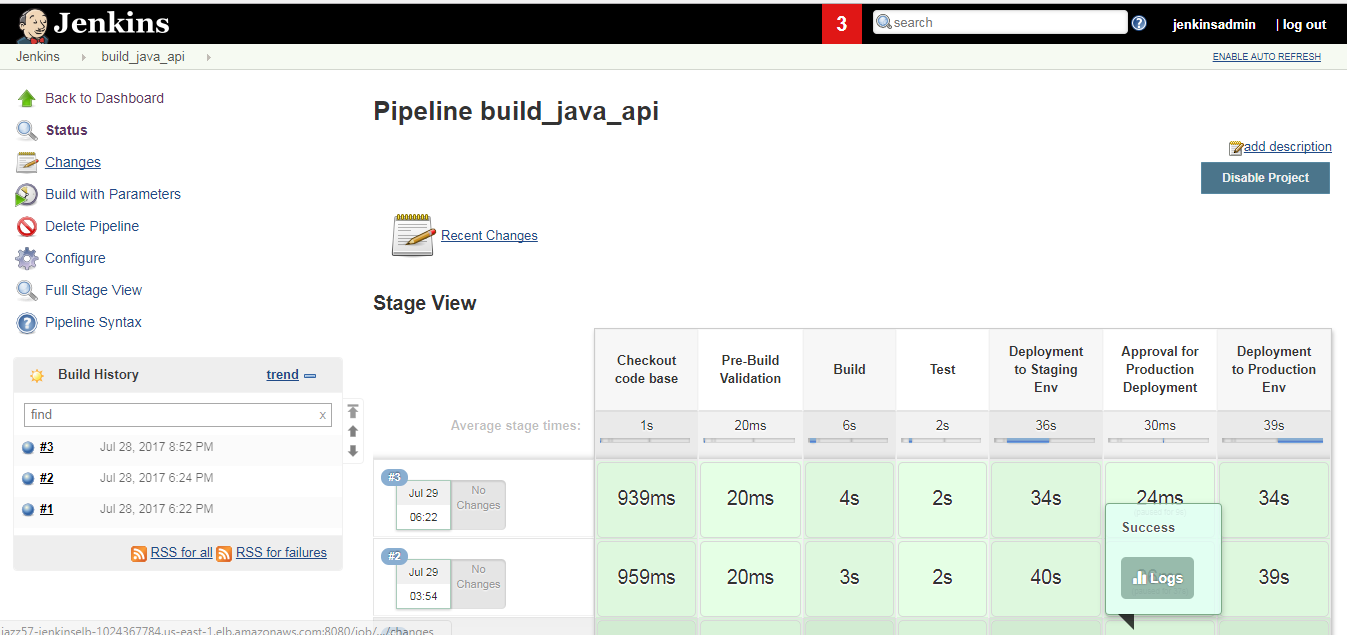 Jenkins
3
search
jenkinsadmin
| log out
Jenkins
build_java_api
ENABLE AUTO REFRESH
Back to Dashboard
Status
Changes
Build with Parameters
Delete Pipeline
Configure
Full Stage View
Pipeline Syntax
Build History
trend
find
x
#3
Jul 28, 2017 8:52 PM
#2
Jul 28, 2017 6:24 PM
#1
Jul 28, 2017 6:22 PM
RSS for all
RSS for failures
Pipeline build_java_api
add description
Disable Project
Recent Changes
Stage View
Checkout code base
Pre-Build Validation
Build
Test
Deployment to Staging Env
Approval for Production Deployment
Deployment to Production Env
Average stage times:
1s
20ms
6s
2s
36s
30ms
39s
#3
Jul 29
06:22
No Changes
939ms
20ms
4s
2s
34s
24ms
34s
Success
Logs
#2
Jul 29
03:54
No Changes
959ms
20ms
3s
2s
40s
39s
jazz57-jenkinselb-1024367784.us-east-1.elb.amazonaws.com:8080/job/.../changes